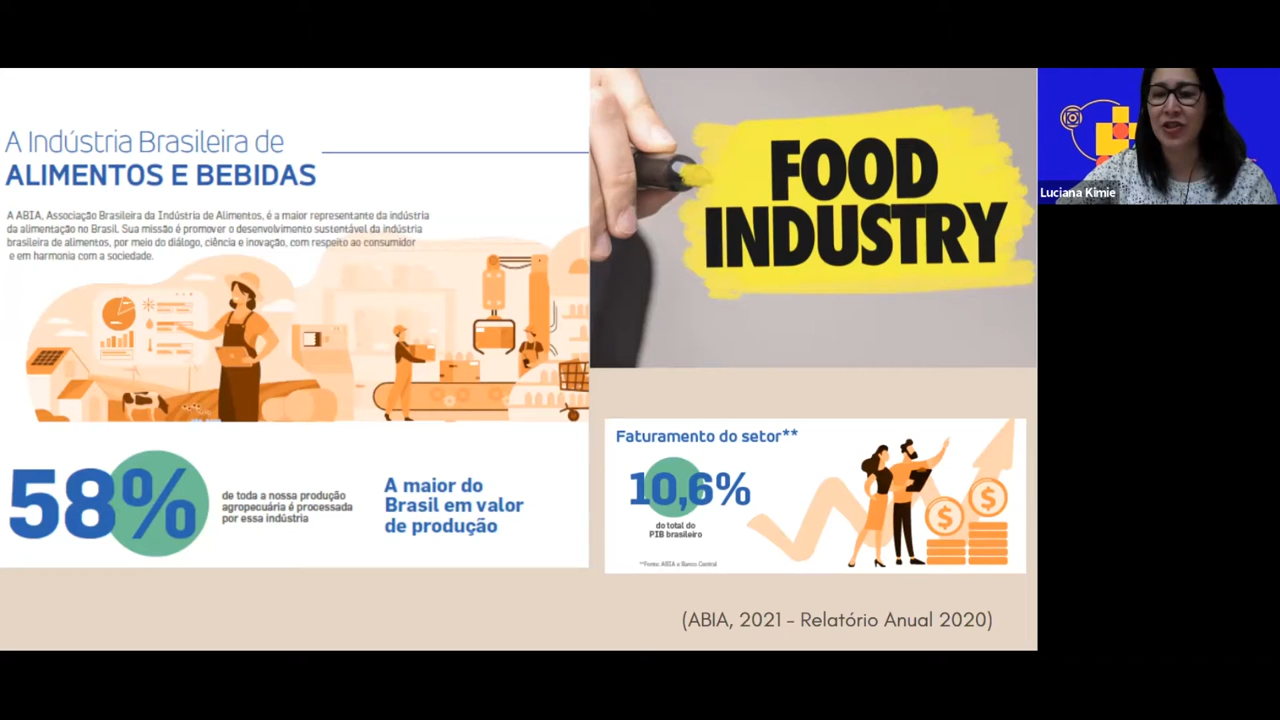 A Indústria Brasileira de
ALIMENTOS E BEBIDAS
A ABIA, Associação Brasileira da Indústria de Alimentos, é a maior representante da indústria
da alimentação no Brasil. Sua missão é promover o desenvolvimento sustentável da indústria
brasileira de alimentos, por meio do diálogo, ciência e inovação, com respeito ao consumidor
e em harmonia com a sociedade.
58%
de toda a nossa produção
agropecuária é processada
por essa indústria
A maior do
Brasil em valor
de produção
FOOD
INDUSTRY
Faturamento do setor**
10,6%
do total do
PIB brasileiro
**Fonte: ABIA e Banco Central
(ABIA, 2021 - Relatório Anual 2020)
Luciana Kimie